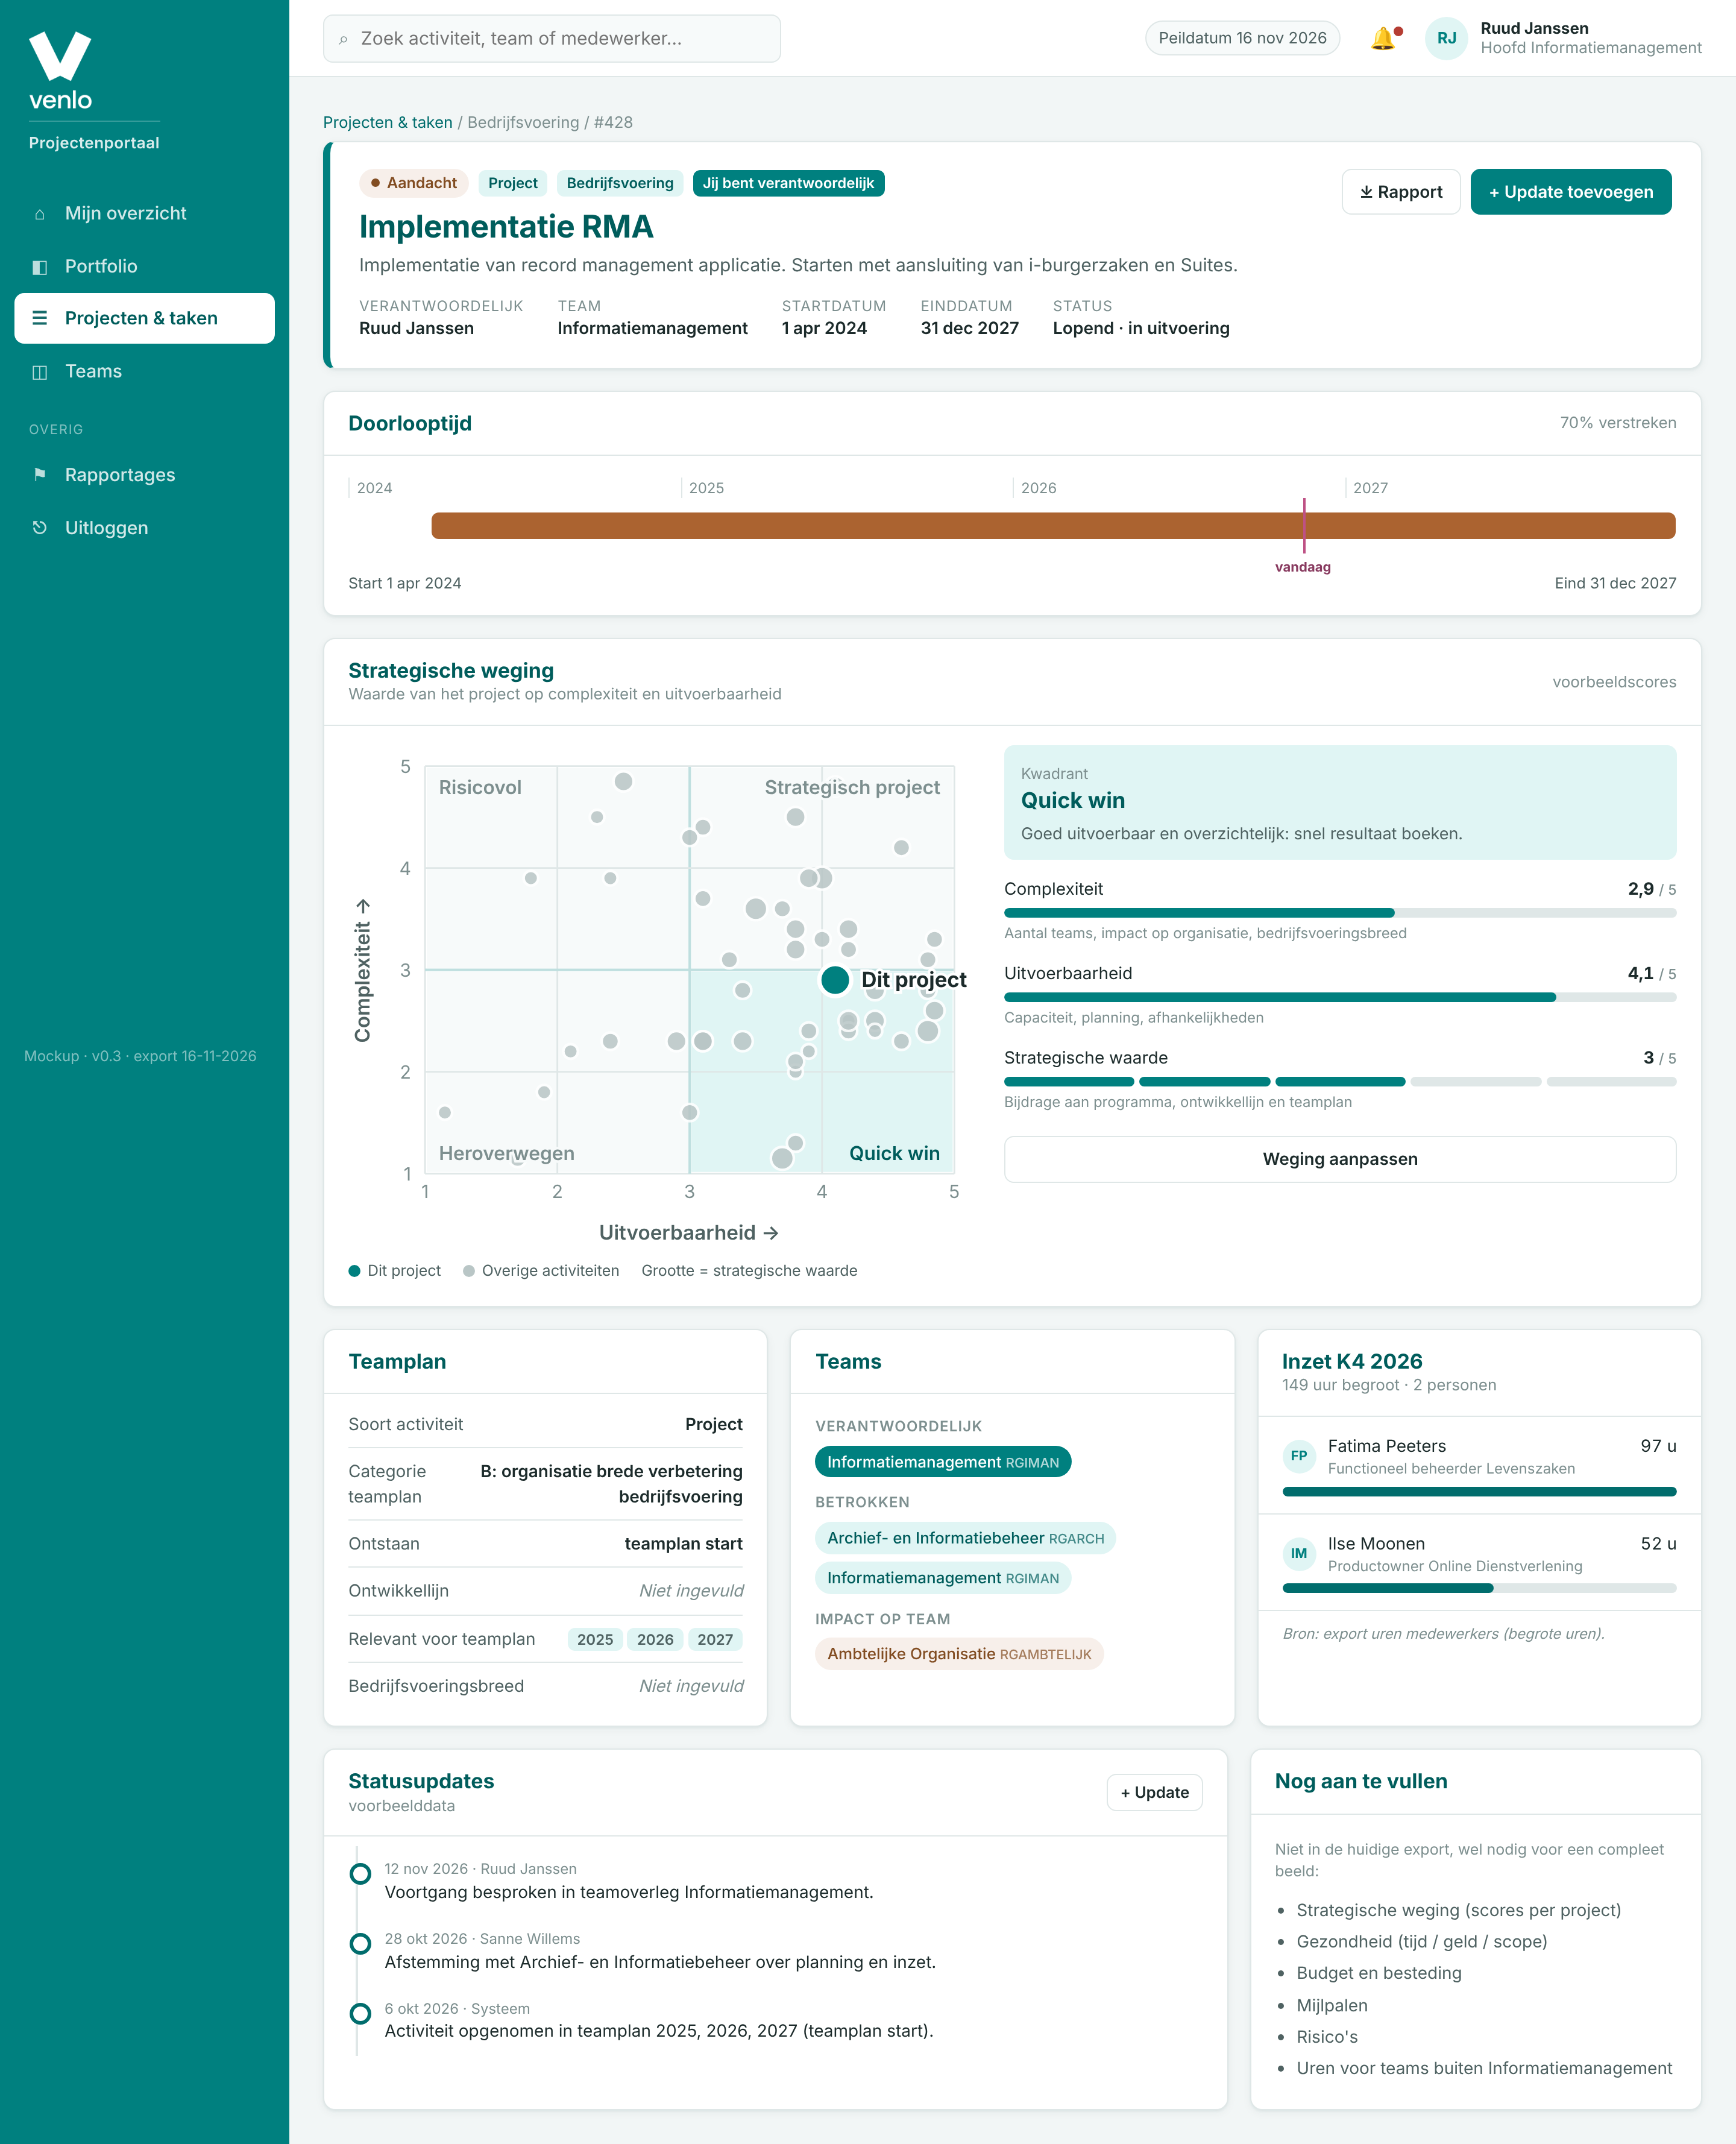 venlo
Projectenportaal
Mijn overzicht
Portfolio
Projecten & taken
Teams
OVERIG
Rapportages
Uitloggen
Mockup · v0.3 · export 16-11-2026
Zoek activiteit, team of medewerker...
Peildatum 16 nov 2026
RJ
Ruud Janssen
Hoofd Informatiemanagement
Projecten & taken / Bedrijfsvoering / #428
Aandacht
Project
Bedrijfsvoering
Jij bent verantwoordelijk
Rapport
+ Update toevoegen
Implementatie RMA
Implementatie van record management applicatie. Starten met aansluiting van i-burgerzaken en Suites.
VERANTWOORDELIJK
Ruud Janssen
TEAM
Informatiemanagement
STARTDATUM
1 apr 2024
EINDDATUM
31 dec 2027
STATUS
Lopend · in uitvoering
Doorlooptijd
70% verstreken
2024
2025
2026
2027
vandaag
Start 1 apr 2024
Eind 31 dec 2027
Strategische weging
Waarde van het project op complexiteit en uitvoerbaarheid
voorbeeldscores
Complexiteit →
5
4
3
2
1
Risicovol
Strategisch project
Dit project
Heroverwegen
Quick win
1
2
3
4
5
Uitvoerbaarheid →
Dit project
Overige activiteiten
Grootte = strategische waarde
Kwadrant
Quick win
Goed uitvoerbaar en overzichtelijk: snel resultaat boeken.
Complexiteit
2,9 / 5
Aantal teams, impact op organisatie, bedrijfsvoeringsbreed
Uitvoerbaarheid
4,1 / 5
Capaciteit, planning, afhankelijkheden
Strategische waarde
3 / 5
Bijdrage aan programma, ontwikkellijn en teamplan
Weging aanpassen
Teamplan
Soort activiteit
Project
Categorie
teamplan
B: organisatie brede verbetering
bedrijfsvoering
Ontstaan
teamplan start
Ontwikkellijn
Niet ingevuld
Relevant voor teamplan
2025
2026
2027
Bedrijfsvoeringsbreed
Niet ingevuld
Teams
VERANTWOORDELIJK
Informatiemanagement RGIMAN
BETROKKEN
Archief- en Informatiebeheer RGARCH
Informatiemanagement RGIMAN
IMPACT OP TEAM
Ambtelijke Organisatie RGAMBTELIJK
Inzet K4 2026
149 uur begroot · 2 personen
FP
Fatima Peeters
97 u
Functioneel beheerder Levenszaken
IM
Ilse Moonen
52 u
Productowner Online Dienstverlening
Bron: export uren medewerkers (begrote uren).
Statusupdates
voorbeelddata
+ Update
12 nov 2026 · Ruud Janssen
Voortgang besproken in teamoverleg Informatiemanagement.
28 okt 2026 · Sanne Willems
Afstemming met Archief- en Informatiebeheer over planning en inzet.
6 okt 2026 · Systeem
Activiteit opgenomen in teamplan 2025, 2026, 2027 (teamplan start).
Nog aan te vullen
Niet in de huidige export, wel nodig voor een compleet
beeld:
• Strategische weging (scores per project)
• Gezondheid (tijd / geld / scope)
• Budget en besteding
• Mijlpalen
• Risico's
• Uren voor teams buiten Informatiemanagement